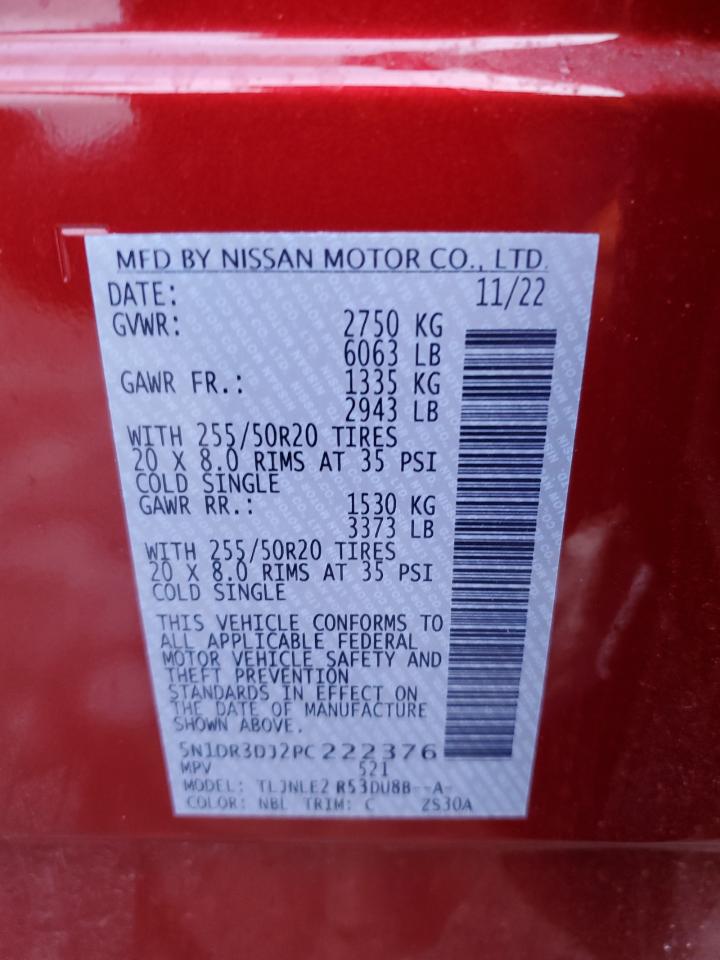 MFD BY NISSAN MOTOR CO., LTD.
DATE: 11/22
GVWR: 2750 KG
6063 LB
GAWR FR.: 1335 KG
2943 LB
WITH 255/50R20 TIRES
20 X 8.0 RIMS AT 35 PSI
COLD SINGLE
GAWR RR.: 1530 KG
3373 LB
WITH 255/50R20 TIRES
20 X 8.0 RIMS AT 35 PSI
COLD SINGLE
THIS VEHICLE CONFORMS TO
ALL APPLICABLE FEDERAL
MOTOR VEHICLE SAFETY AND
THEFT PREVENTION
STANDARDS IN EFFECT ON
THE DATE OF MANUFACTURE
SHOWN ABOVE.
5N1DR3DJ2PC222376
MPV 521
MODEL: TLJNLE2 R53DU8B--A-
COLOR: NBL TRIM: C ZS30A